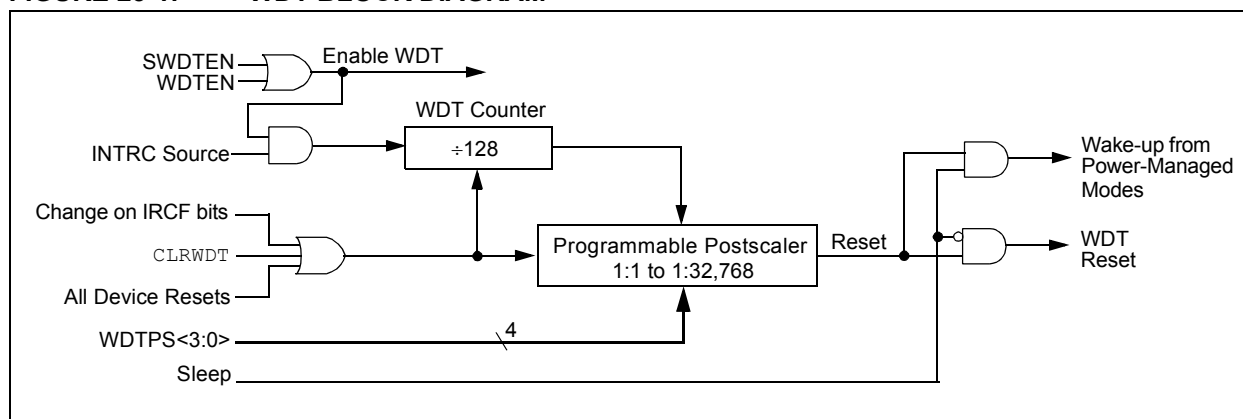 SWDTEN
WDTEN
Enable WDT
WDT Counter
INTRC Source
÷128
Wake-up from
Power-Managed
Modes
Change on IRCF bits
CLRWDT
All Device Resets
Programmable Postscaler
1:1 to 1:32,768
Reset
WDT
Reset
WDTPS<3:0>
4
Sleep